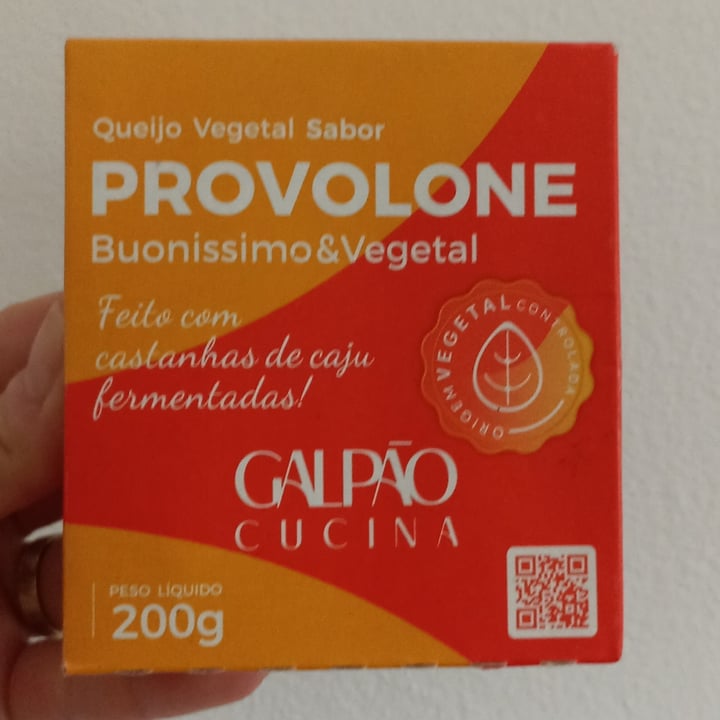 Queijo Vegetal Sabor
PROVOLONE
Buonissimo&Vegetal
Feito com
castanhas de caju
fermentadas!
ORIGEM VEGETAL CONTROLADA
GALPÃO
CUCINA
PESO LÍQUIDO
200g